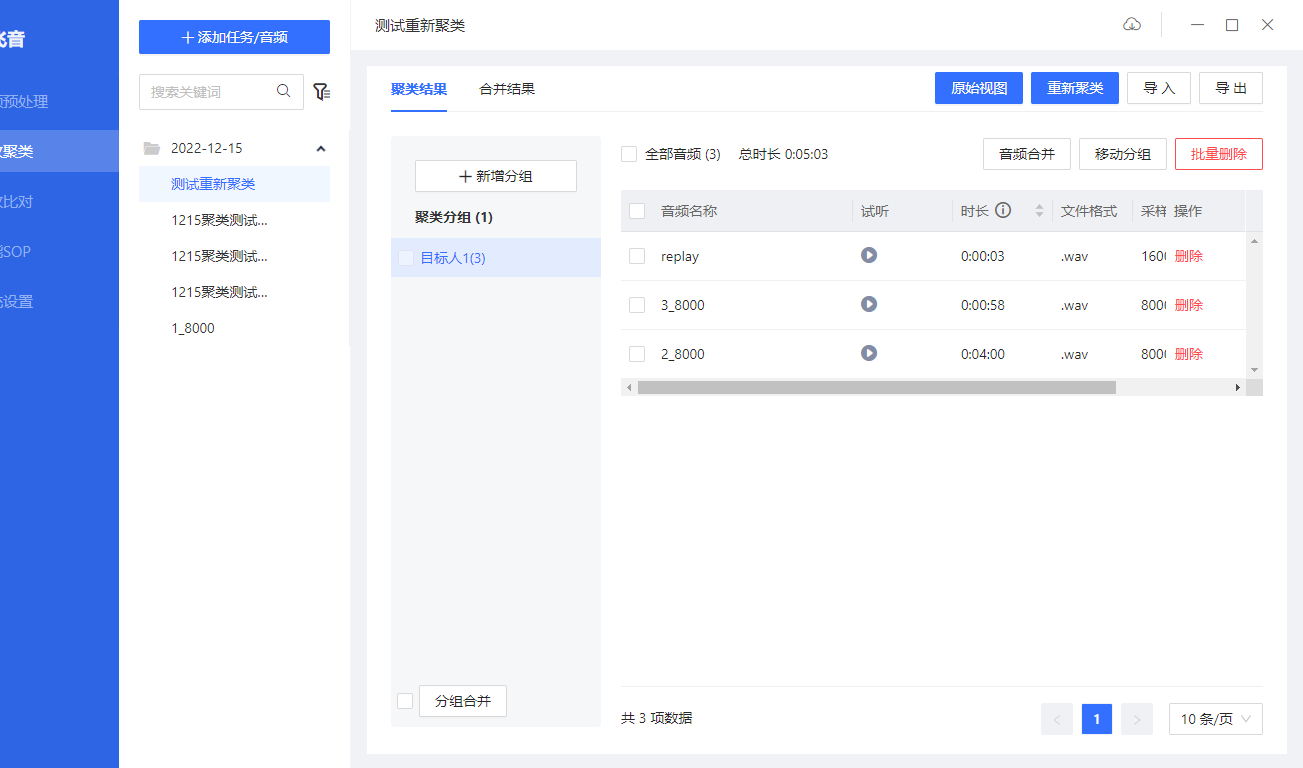 音
测试重新聚类
预处理
聚类
比对
SOP
设置
添加任务/音频
搜索关键词
2022-12-15
测试重新聚类
1215聚类测试...
1215聚类测试...
1215聚类测试...
1_8000
聚类结果 合并结果
原始视图 重新聚类 导入 导出
新增分组
聚类分组 (1)
目标人1(3)
分组合并
全部音频 (3) 总时长 0:05:03
音频合并 移动分组 批量删除
音频名称 试听 时长 文件格式 采样 操作
replay 0:00:03 .wav 160 删除
3_8000 0:00:58 .wav 800 删除
2_8000 0:04:00 .wav 800 删除
共 3 项数据
< 1 > 10 条/页